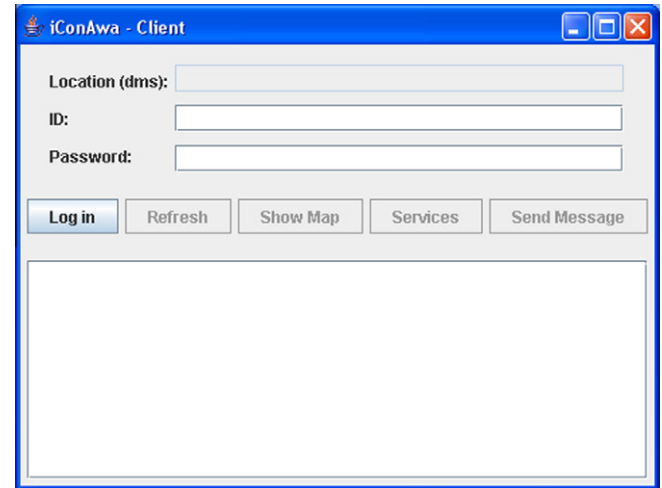 iConAwa - Client
Location (dms):
ID:
Password:
Log in Refresh Show Map Services Send Message